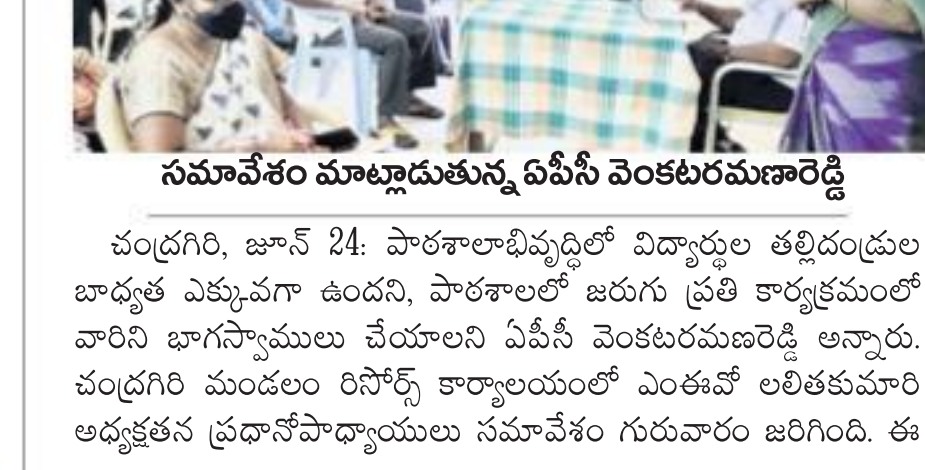 సమావేశం మాట్లాడుతున్న ఏపీసీ వెంకటరమణారెడ్డి
చంద్రగిరి, జూన్ 24: పాఠశాలాభివృద్ధిలో విద్యార్థుల తల్లిదండ్రుల
బాధ్యత ఎక్కువగా ఉందని, పాఠశాలలో జరుగు ప్రతి కార్యక్రమంలో
వారిని భాగస్వాములు చేయాలని ఏపీసీ వెంకటరమణరెడ్డి అన్నారు.
చంద్రగిరి మండలం రిసోర్స్ కార్యాలయంలో ఎంఈవో లలితకుమారి
అధ్యక్షతన ప్రధానోపాధ్యాయులు సమావేశం గురువారం జరిగింది. ఈ